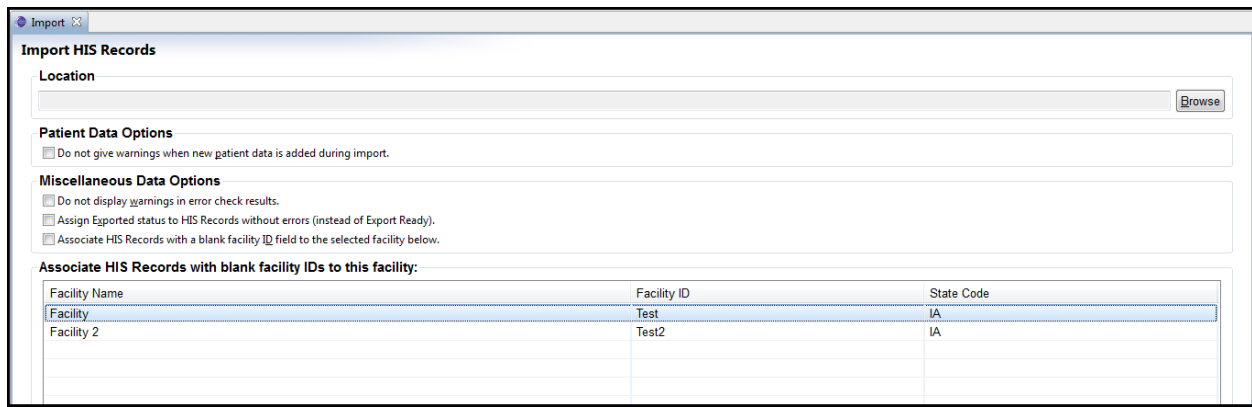 Import
Import HIS Records
Location
Browse
Patient Data Options
Do not give warnings when new patient data is added during import.
Miscellaneous Data Options
Do not display warnings in error check results.
Assign Exported status to HIS Records without errors (instead of Export Ready).
Associate HIS Records with a blank facility ID field to the selected facility below.
Associate HIS Records with blank facility IDs to this facility:
Facility Name Facility ID State Code
Facility Test IA
Facility 2 Test2 IA